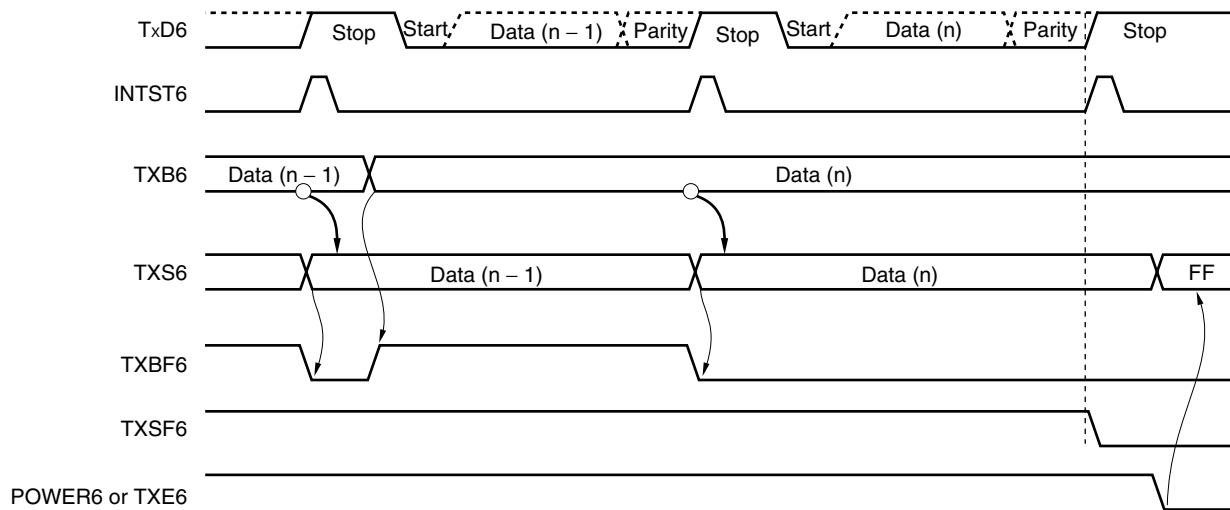 TxD6 Stop Start Data (n − 1) Parity Stop Start Data (n) Parity Stop
INTST6
TXB6 Data (n − 1) Data (n)
TXS6 Data (n − 1) Data (n) FF
TXBF6
TXSF6
POWER6 or TXE6